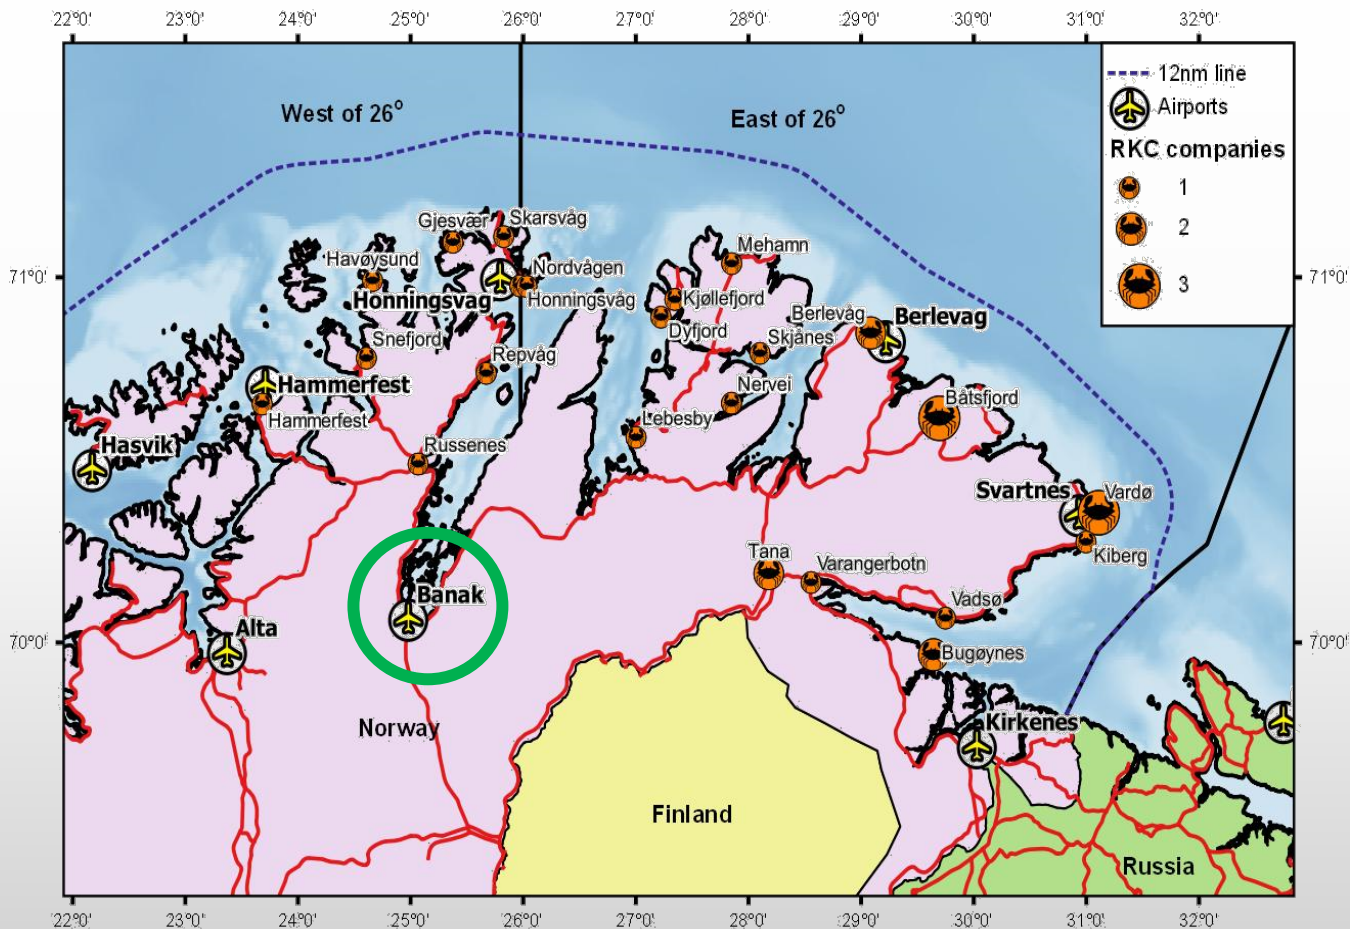 22°0' 23°0' 24°0' 25°0' 26°0' 27°0' 28°0' 29°0' 30°0' 31°0' 32°0'
12nm line
Airports
RKC companies
1
2
3
West of 26°
East of 26°
Gjesvær
Skarsvåg
Mehamn
Havøysund
Nordvågen
71°0'
71°0'
Honningsvag
Honningsvåg
Kjøllefjord
Berlevåg
Berlevag
Dyfjord
Skjånes
Snefjord
Repvåg
Hammerfest
Nervei
Båtsfjord
Hammerfest
Lebesby
Hasvik
Russenes
Svartnes
Vardø
Kiberg
Tana
Varangerbotn
Banak
Vadsø
Alta
70°0'
70°0'
Bugøynes
Norway
Kirkenes
Finland
Russia
22°0' 23°0' 24°0' 25°0' 26°0' 27°0' 28°0' 29°0' 30°0' 31°0' 32°0'